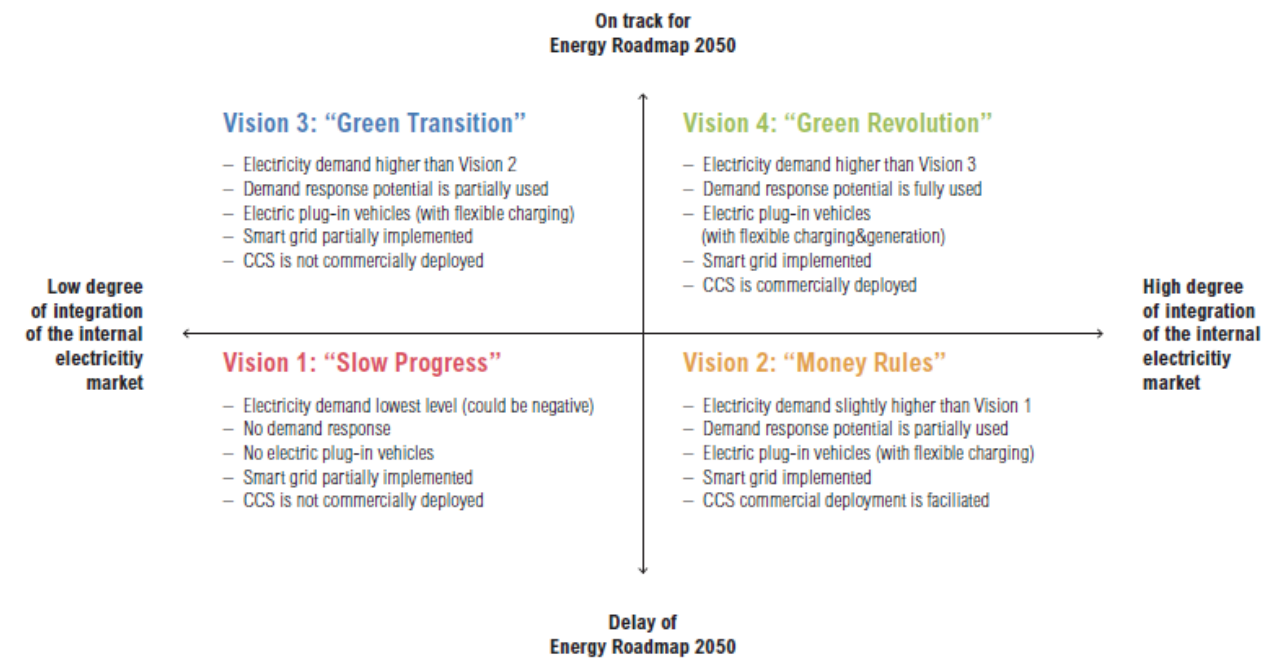 On track for
Energy Roadmap 2050
Vision 3: “Green Transition”
– Electricity demand higher than Vision 2
– Demand response potential is partially used
– Electric plug-in vehicles (with flexible charging)
– Smart grid partially implemented
– CCS is not commercially deployed
Vision 4: “Green Revolution”
– Electricity demand higher than Vision 3
– Demand response potential is fully used
– Electric plug-in vehicles
(with flexible charging&generation)
– Smart grid implemented
– CCS is commercially deployed
Low degree
of integration
of the internal
electricitiy
market
High degree
of integration
of the internal
electricitiy
market
Vision 1: “Slow Progress”
– Electricity demand lowest level (could be negative)
– No demand response
– No electric plug-in vehicles
– Smart grid partially implemented
– CCS is not commercially deployed
Vision 2: “Money Rules”
– Electricity demand slightly higher than Vision 1
– Demand response potential is partially used
– Electric plug-in vehicles (with flexible charging)
– Smart grid implemented
– CCS commercial deployment is faciliated
Delay of
Energy Roadmap 2050